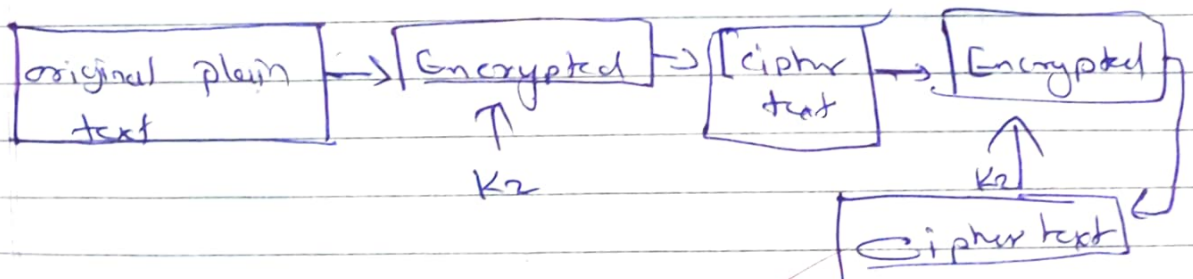 original plain text
Encrypted
Cipher text
Encrypted
K2
K2
Cipher text